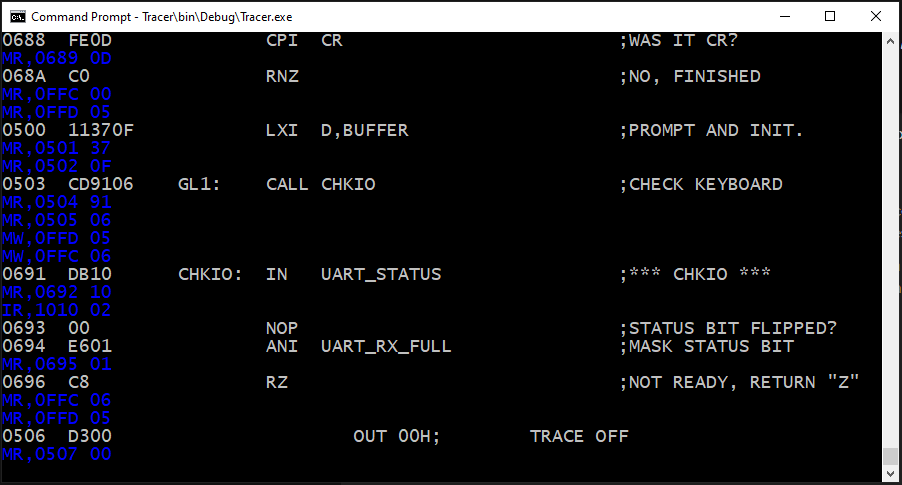 Command Prompt - Tracer\bin\Debug\Tracer.exe
0688 FE0D CPI CR ;WAS IT CR?
MR,0689 0D
068A C0 RNZ ;NO, FINISHED
MR,0FFC 00
MR,0FFD 05
0500 11370F LXI D,BUFFER ;PROMPT AND INIT.
MR,0501 37
MR,0502 0F
0503 CD9106 GL1: CALL CHKIO ;CHECK KEYBOARD
MR,0504 91
MR,0505 06
MW,0FFD 05
MW,0FFC 06
0691 DB10 CHKIO: IN UART_STATUS ;*** CHKIO ***
MR,0692 10
IR,1010 02
0693 00 NOP ;STATUS BIT FLIPPED?
0694 E601 ANI UART_RX_FULL ;MASK STATUS BIT
MR,0695 01
0696 C8 RZ ;NOT READY, RETURN "Z"
MR,0FFC 06
MR,0FFD 05
0506 D300 OUT 00H; TRACE OFF
MR,0507 00